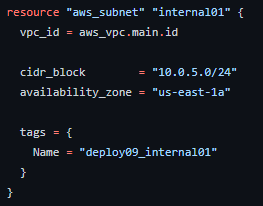 resource "aws_subnet" "internal01" {
  vpc_id = aws_vpc.main.id

  cidr_block        = "10.0.5.0/24"
  availability_zone = "us-east-1a"

  tags = {
    Name = "deploy09_internal01"
  }
}